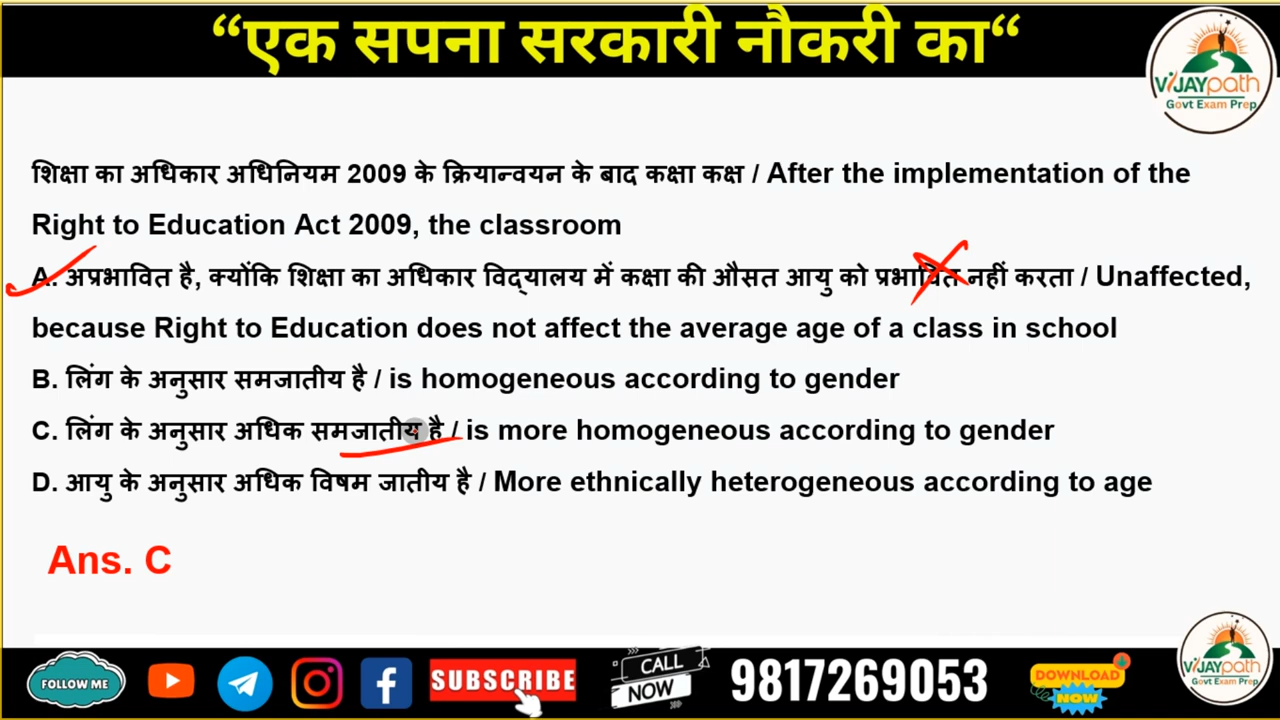 “एक सपना सरकारी नौकरी का“
VIJAYpath
Govt Exam Prep
शिक्षा का अधिकार अधिनियम 2009 के क्रियान्वयन के बाद कक्षा कक्ष / After the implementation of the
Right to Education Act 2009, the classroom
A. अप्रभावित है, क्योंकि शिक्षा का अधिकार विद्यालय में कक्षा की औसत आयु को प्रभावित नहीं करता / Unaffected,
because Right to Education does not affect the average age of a class in school
B. लिंग के अनुसार समजातीय है / is homogeneous according to gender
C. लिंग के अनुसार अधिक समजातीय है / is more homogeneous according to gender
D. आयु के अनुसार अधिक विषम जातीय है / More ethnically heterogeneous according to age
Ans. C
FOLLOW ME
SUBSCRIBE
CALL
NOW
9817269053
DOWNLOAD
NOW
VIJAYpath
Govt Exam Prep